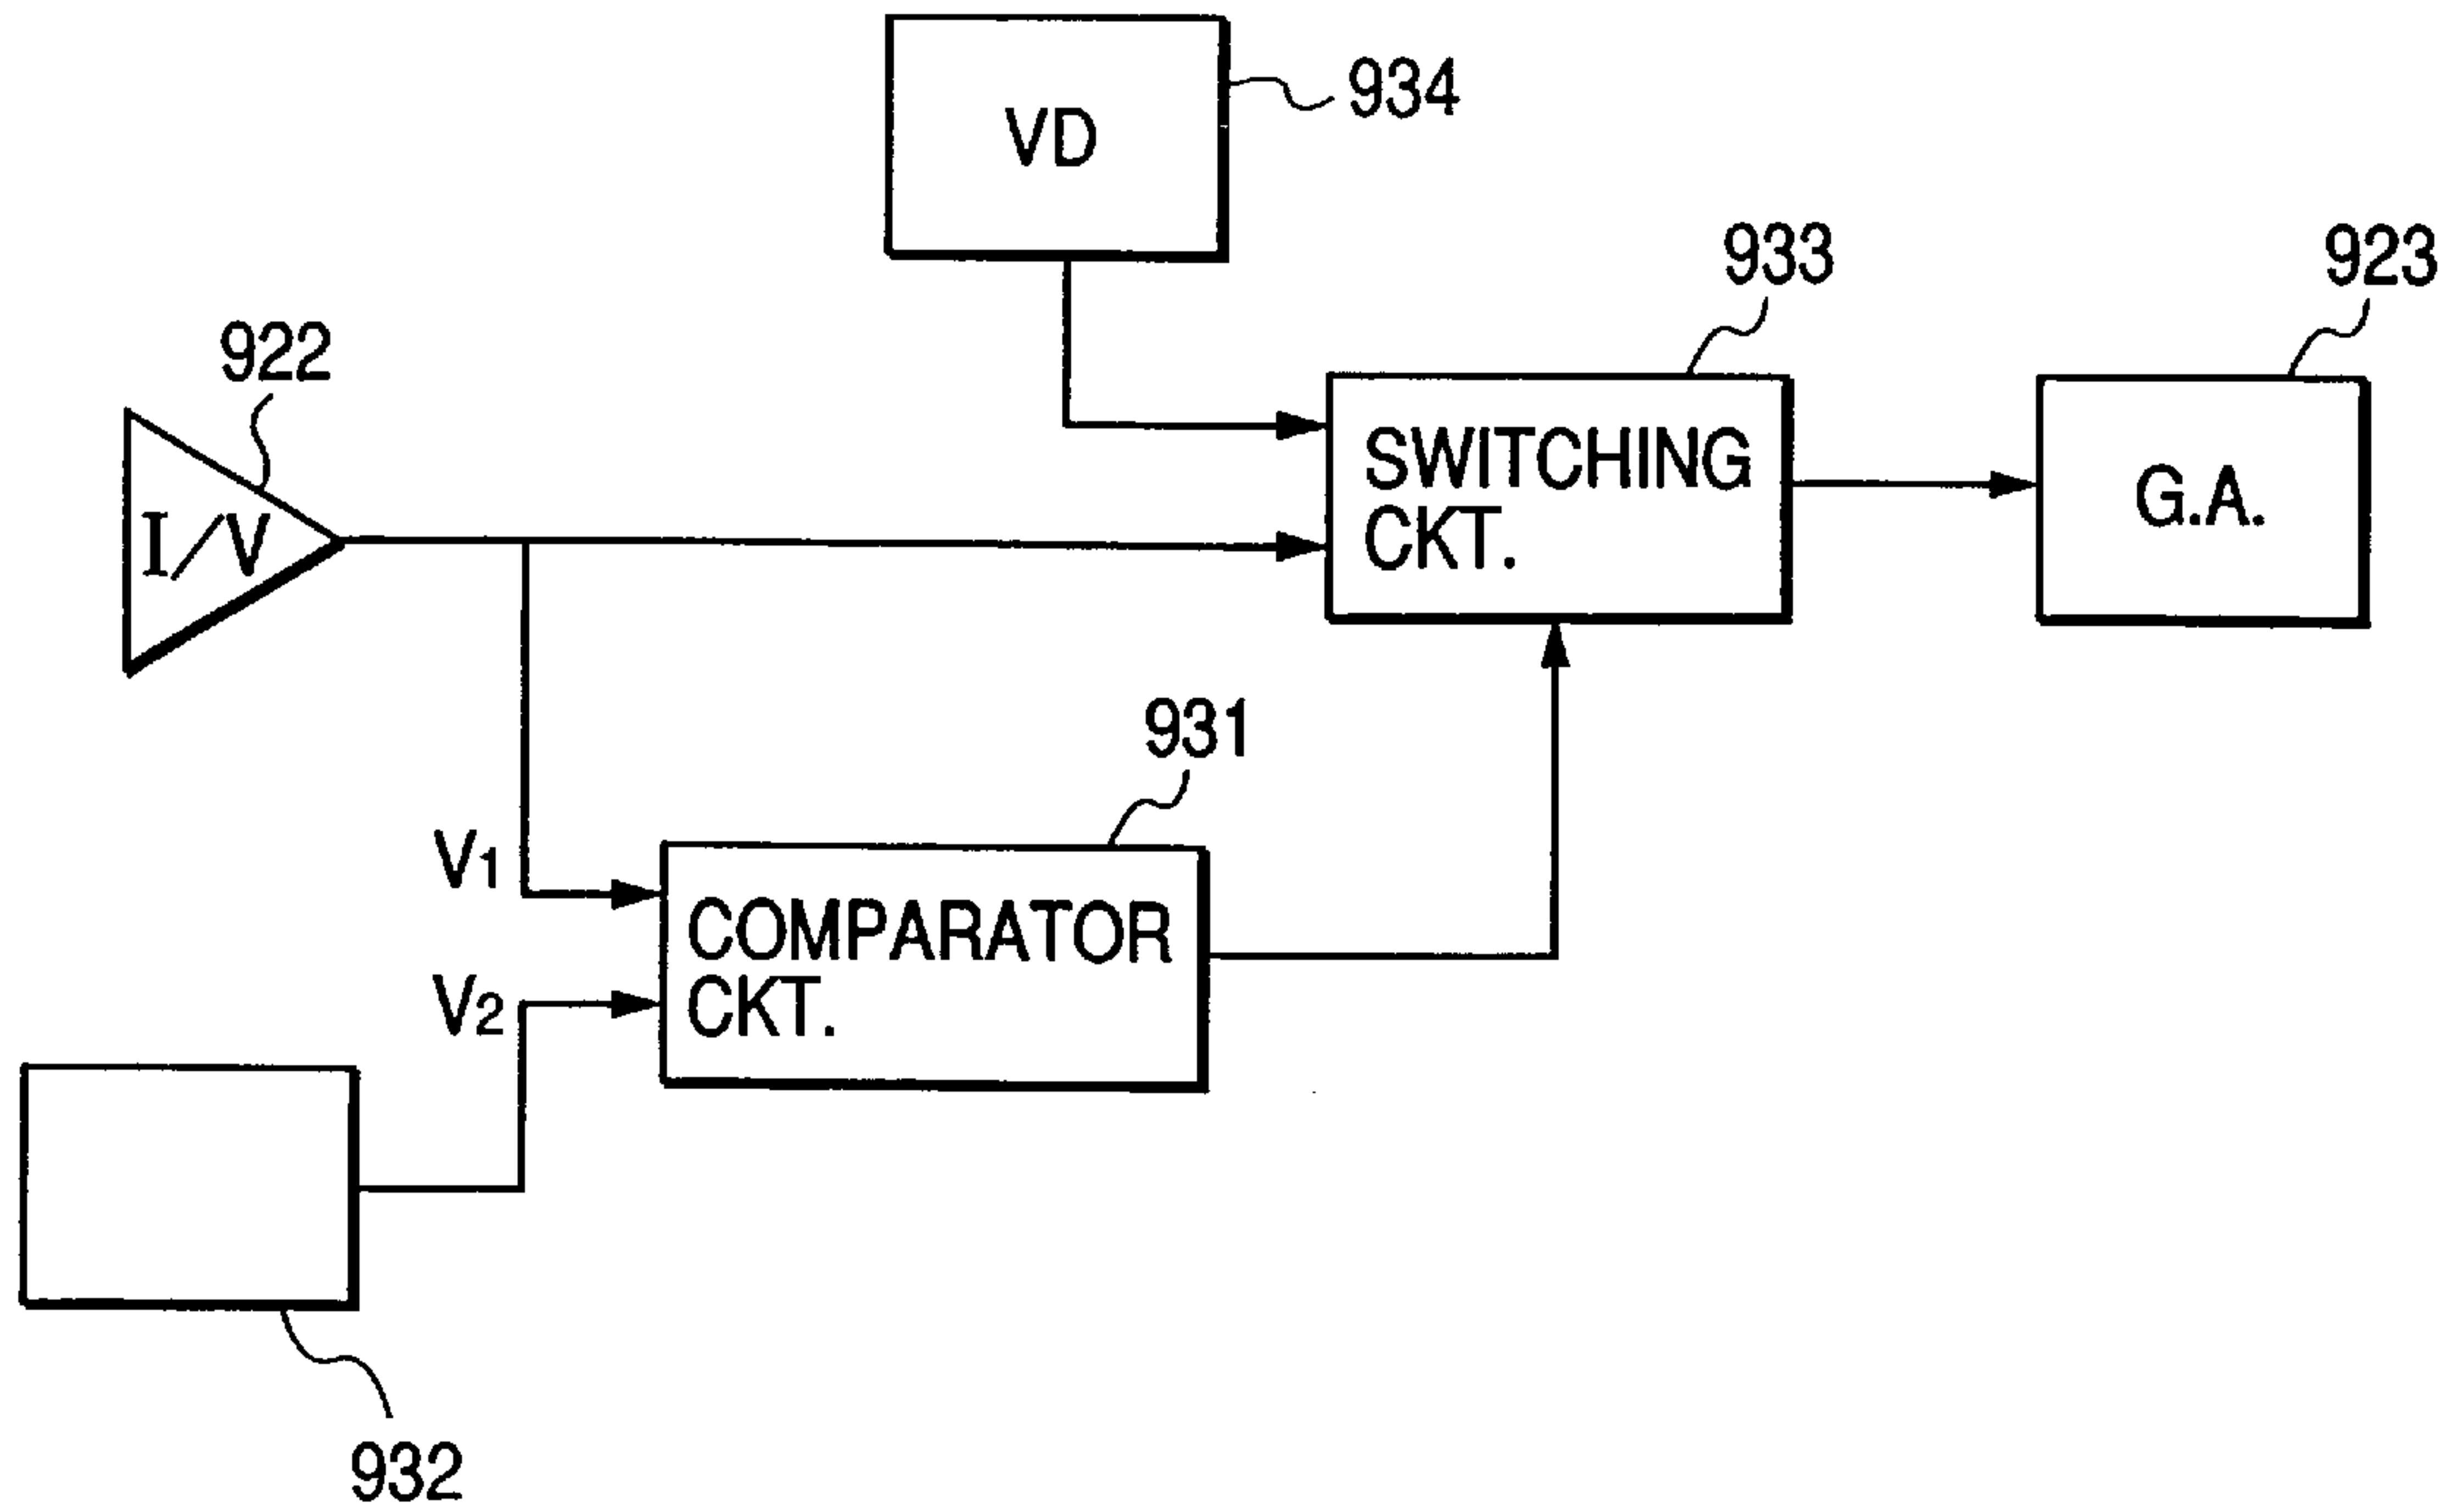 VD
934
933
923
922
I/V
SWITCHING
CKT.
G.A.
931
V1
COMPARATOR
CKT.
V2
932